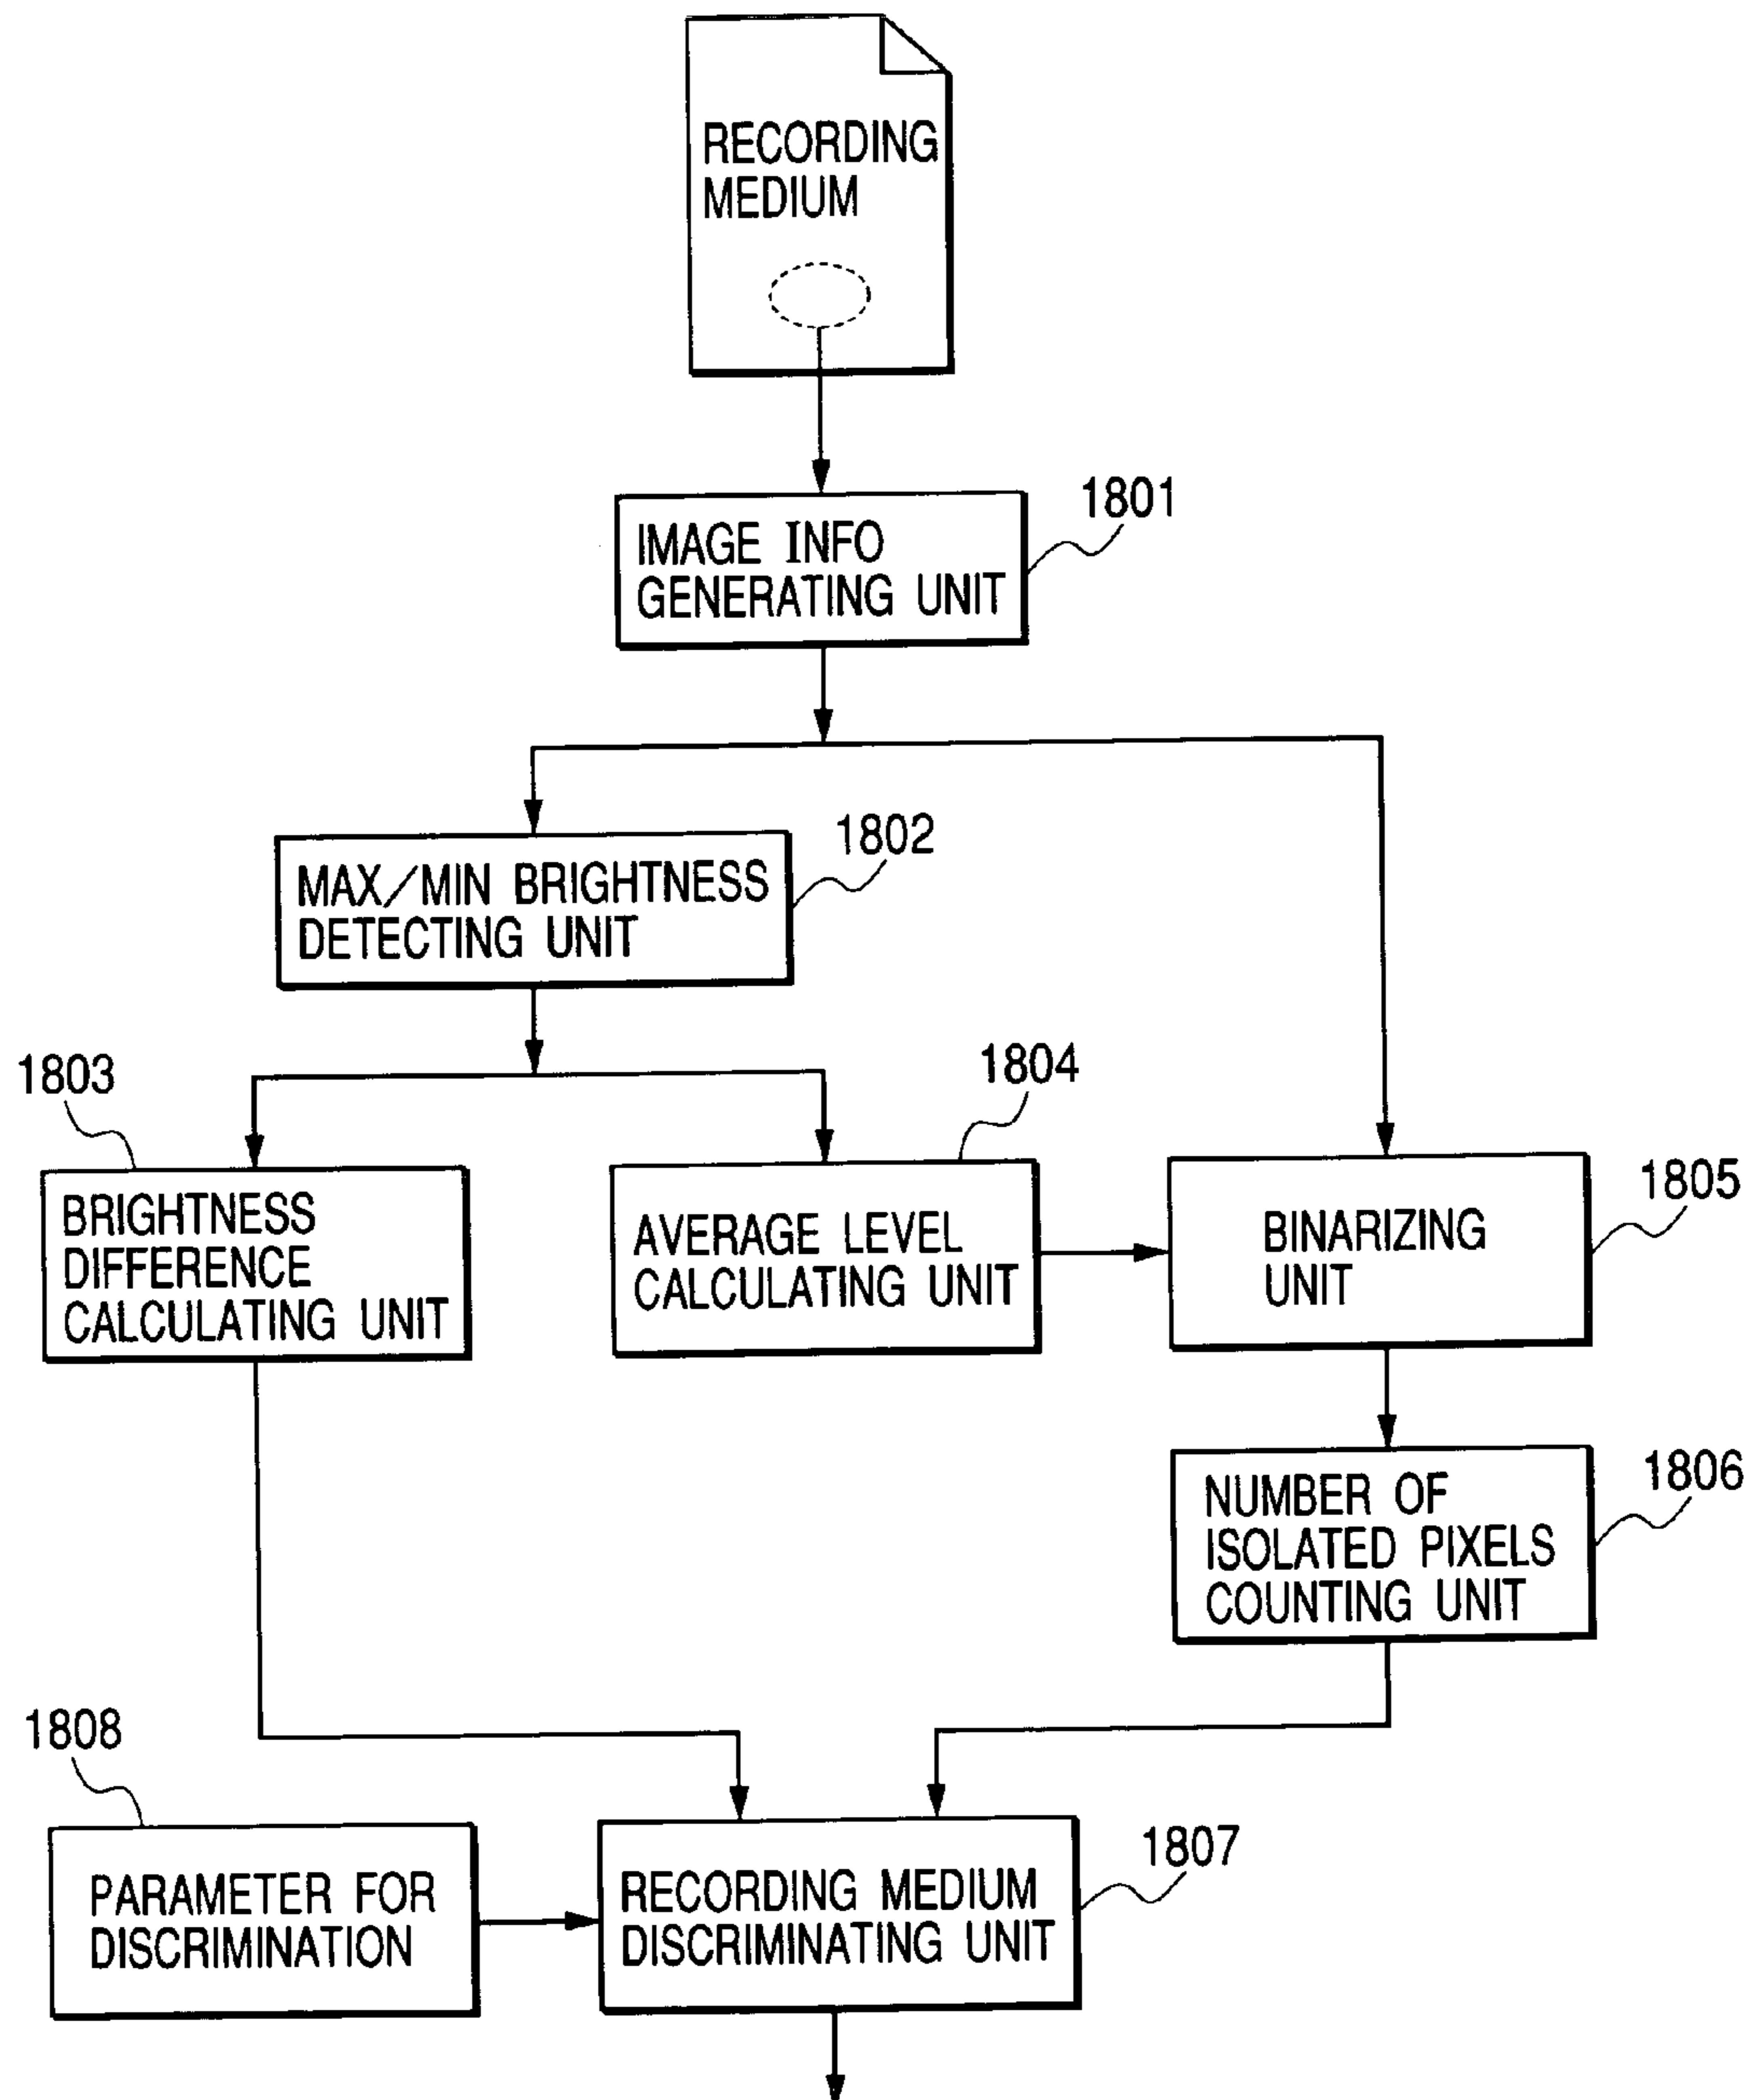 RECORDING
MEDIUM
1801
IMAGE INFO
GENERATING UNIT
1802
MAX/MIN BRIGHTNESS
DETECTING UNIT
1803
BRIGHTNESS
DIFFERENCE
CALCULATING UNIT
1804
AVERAGE LEVEL
CALCULATING UNIT
1805
BINARIZING
UNIT
1806
NUMBER OF
ISOLATED PIXELS
COUNTING UNIT
1808
PARAMETER FOR
DISCRIMINATION
1807
RECORDING MEDIUM
DISCRIMINATING UNIT